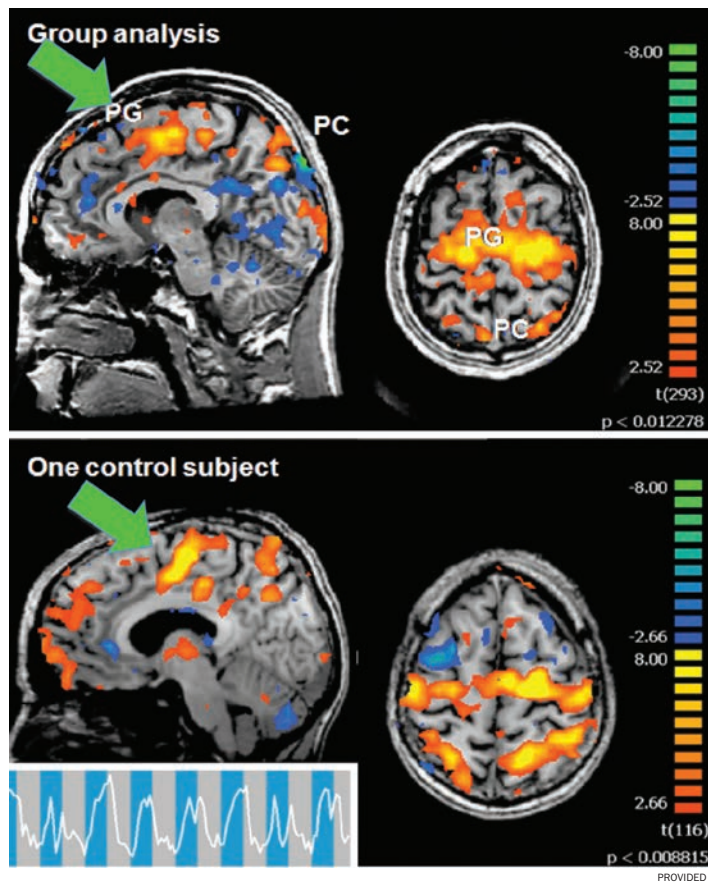 Group analysis
PG
PC
PG
PC
-8.00
-2.52
8.00
2.52
t(293)
p < 0.012278
One control subject
-8.00
-2.66
8.00
2.66
t(116)
p < 0.008815
PROVIDED